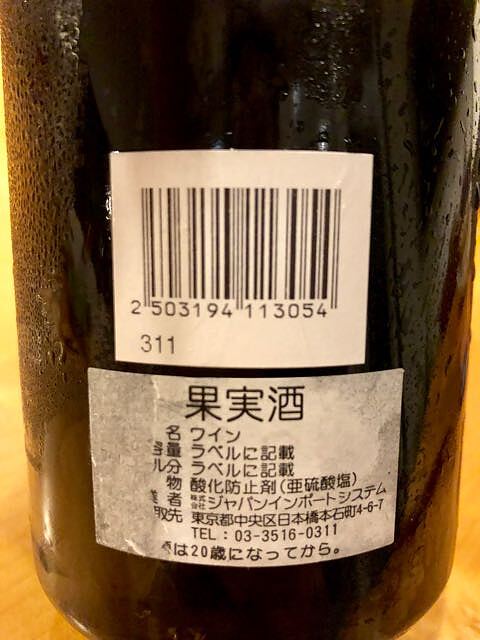 2 503194 113054
311
果実酒
名 ワイン
量 ラベルに記載
ル分 ラベルに記載
物 酸化防止剤(亜硫酸塩)
者 株式会社ジャパンインポートシステム
取先 東京都中央区日本橋本石町4-6-7
TEL:03-3516-0311
は20歳になってから。